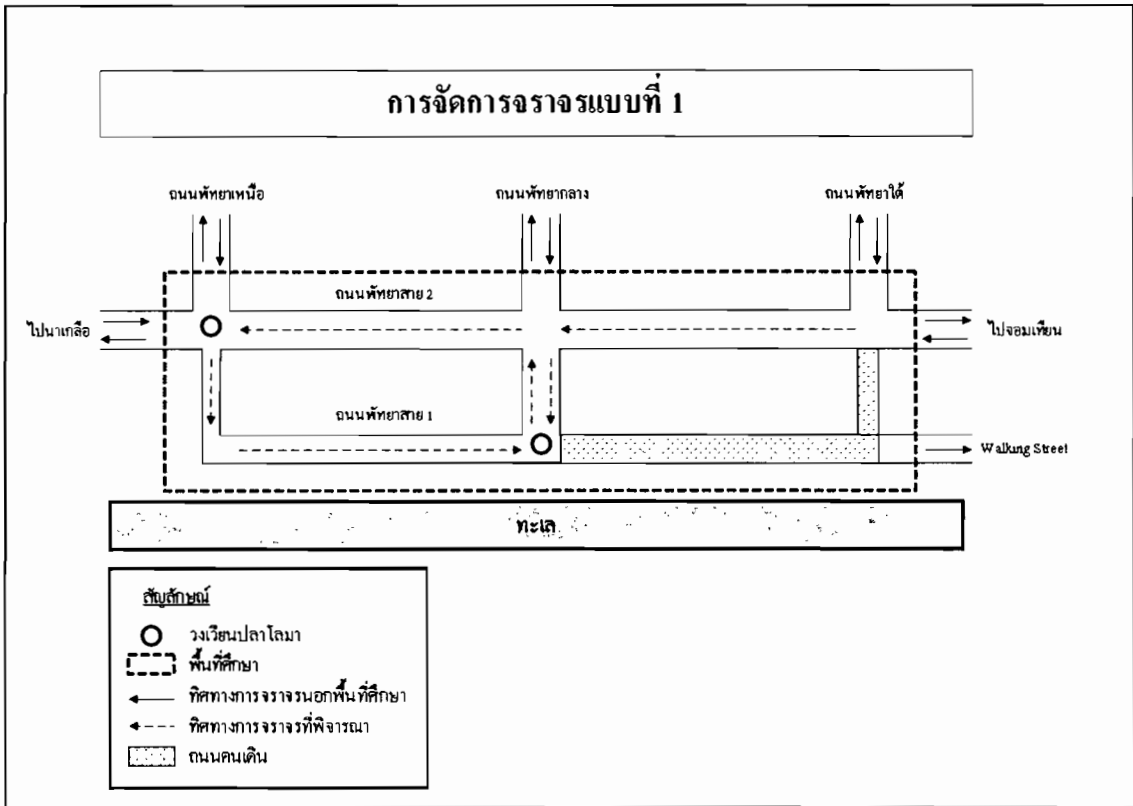 การจัดการจราจรแบบที่ 1
ถนนพัทยาเหนือ
ถนนพัทยากลาง
ถนนพัทยาใต้
ถนนพัทยาสาย 2
ไปนาเกลือ
ไปจอมเทียน
ถนนพัทยาสาย 1
Walking Street
ทะเล
สัญลักษณ์
วงเวียนปลาโลมา
พื้นที่ศึกษา
ทิศทางการจราจรนอกพื้นที่ศึกษา
ทิศทางการจราจรที่พิจารณา
ถนนคนเดิน